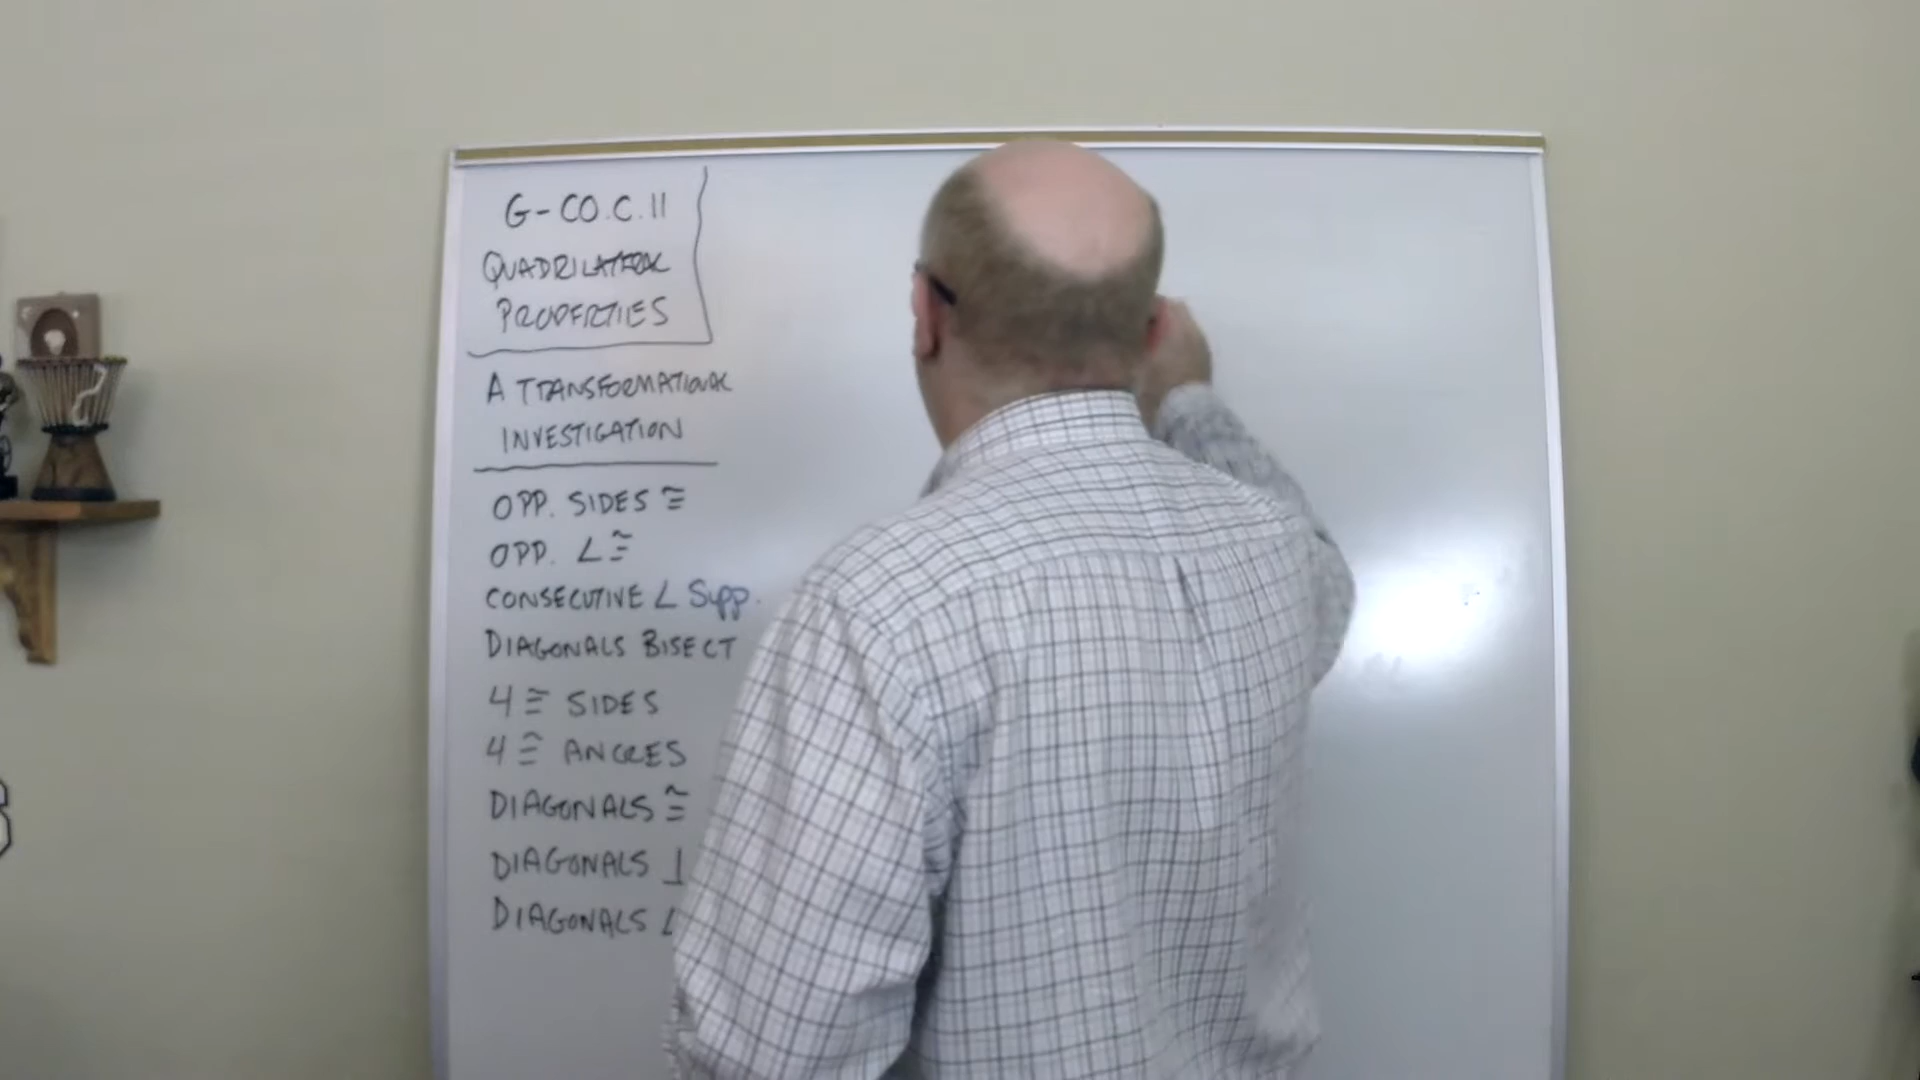 G-CO.C.11
QUADRILATERAL
PROPERTIES
A TRANSFORMATIONAL
INVESTIGATION
OPP. SIDES ≅
OPP. ∠ ≅
CONSECUTIVE ∠ Supp.
DIAGONALS BISECT
4 ≅ SIDES
4 ≅ ANGLES
DIAGONALS ≅
DIAGONALS ⊥
DIAGONALS ∠